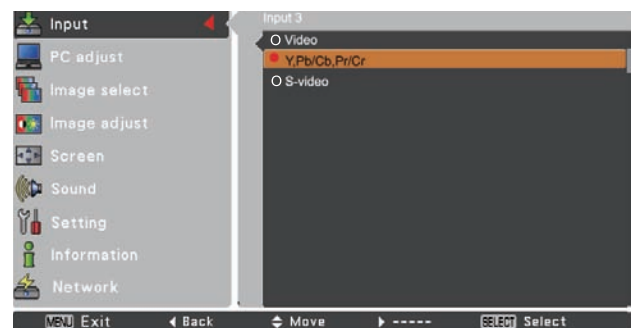 Input
PC adjust
Image select
Image adjust
Screen
Sound
Setting
Information
Network
Input 3
Video
Y,Pb/Cb,Pr/Cr
S-video
MENU Exit Back Move ----- SELECT Select